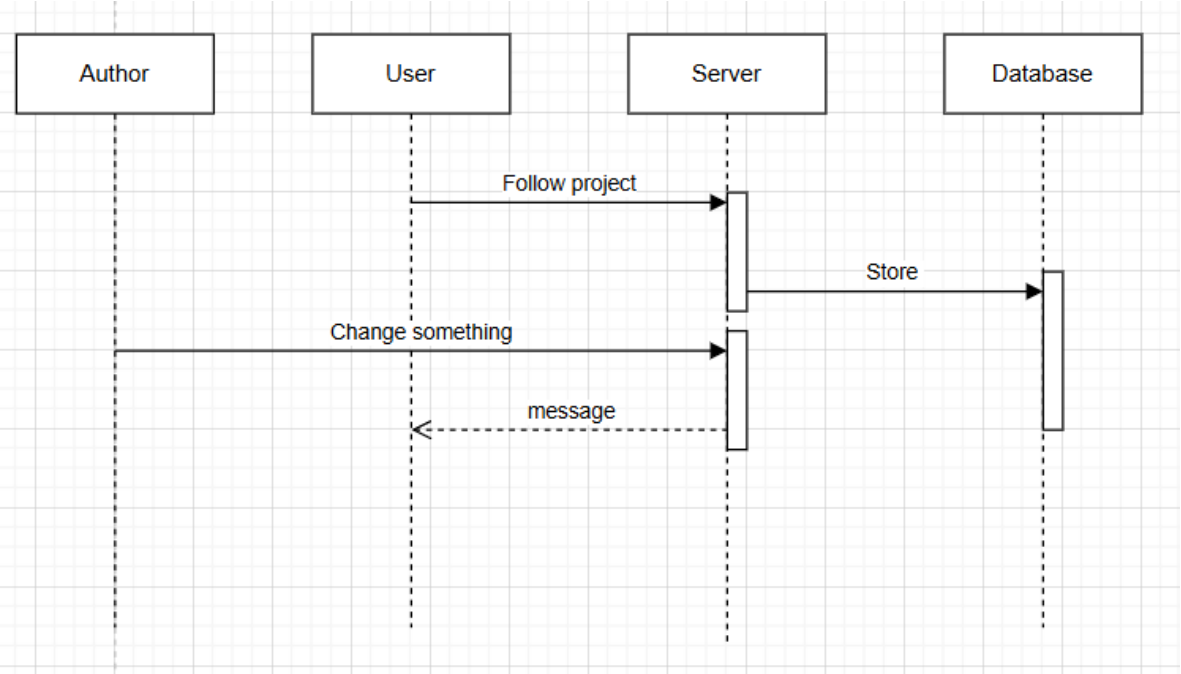 Author
User
Server
Database
Follow project
Store
Change something
message